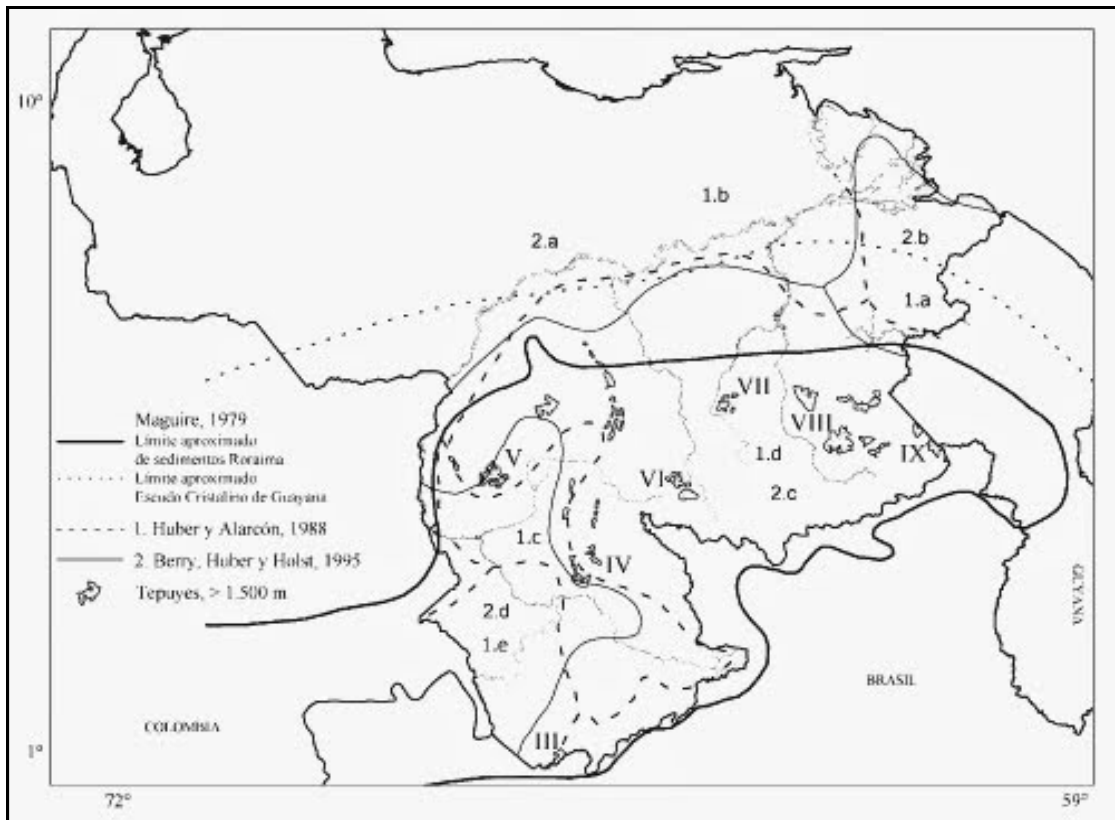 10°
1.b
2.a
2.b
1.a
VII
VIII
Maguire, 1979
Límite aproximado
de sedimentos Roraima
Límite aproximado
Escudo Cristalino de Guayana
1. Huber y Alarcón, 1988
2. Berry, Huber y Holst, 1995
Tepuyes, > 1.500 m
V
1.d
IX
VI
2.c
1.c
IV
2.d
1.e
GUYANA
BRASIL
COLOMBIA
III
1°
72°
59°